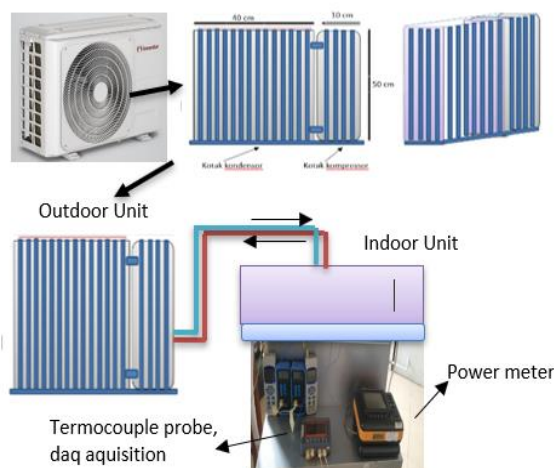 40 cm
10 cm
50 cm
Kotak kondensor
Kotak kompressor
Outdoor Unit
Indoor Unit
Power meter
Termocouple probe,
daq aquisition